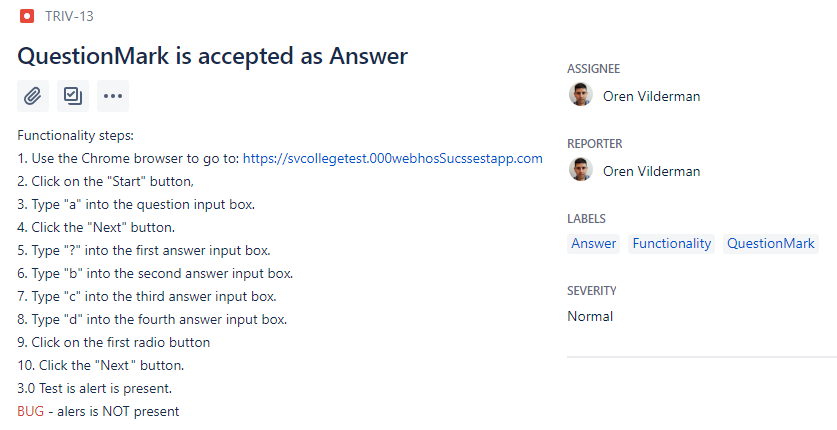 TRIV-13
QuestionMark is accepted as Answer
Functionality steps:
1. Use the Chrome browser to go to: https://svcollegetest.000webhosSucssestapp.com
2. Click on the "Start" button,
3. Type "a" into the question input box.
4. Click the "Next" button.
5. Type "?" into the first answer input box.
6. Type "b" into the second answer input box.
7. Type "c" into the third answer input box.
8. Type "d" into the fourth answer input box.
9. Click on the first radio button
10. Click the "Next" button.
3.0 Test is alert is present.
BUG - alers is NOT present
ASSIGNEE
Oren Vilderman
REPORTER
Oren Vilderman
LABELS
Answer Functionality QuestionMark
SEVERITY
Normal